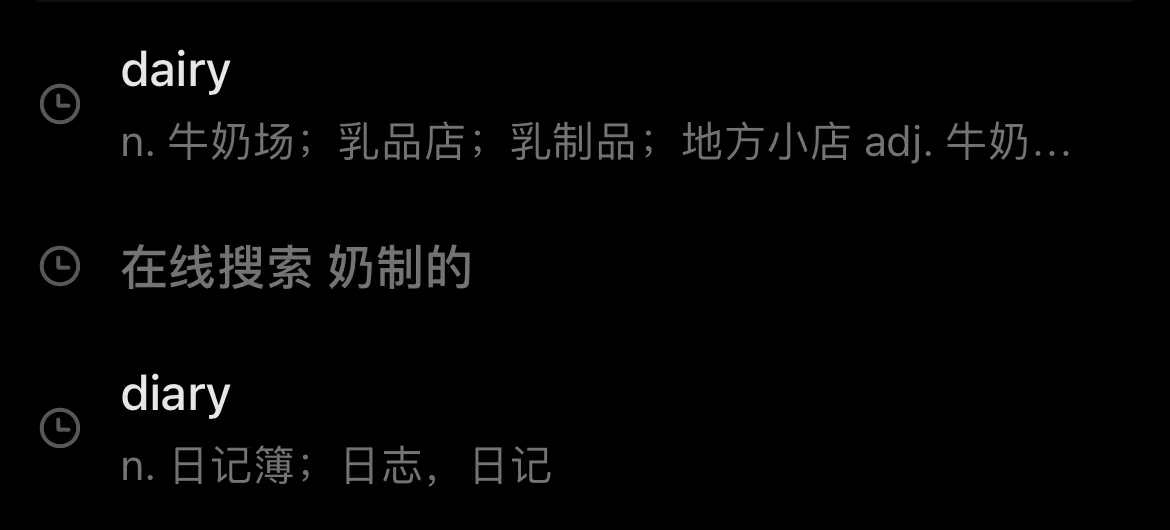 dairy
n. 牛奶场；乳品店；乳制品；地方小店 adj. 牛奶...
在线搜索 奶制的
diary
n. 日记簿；日志，日记